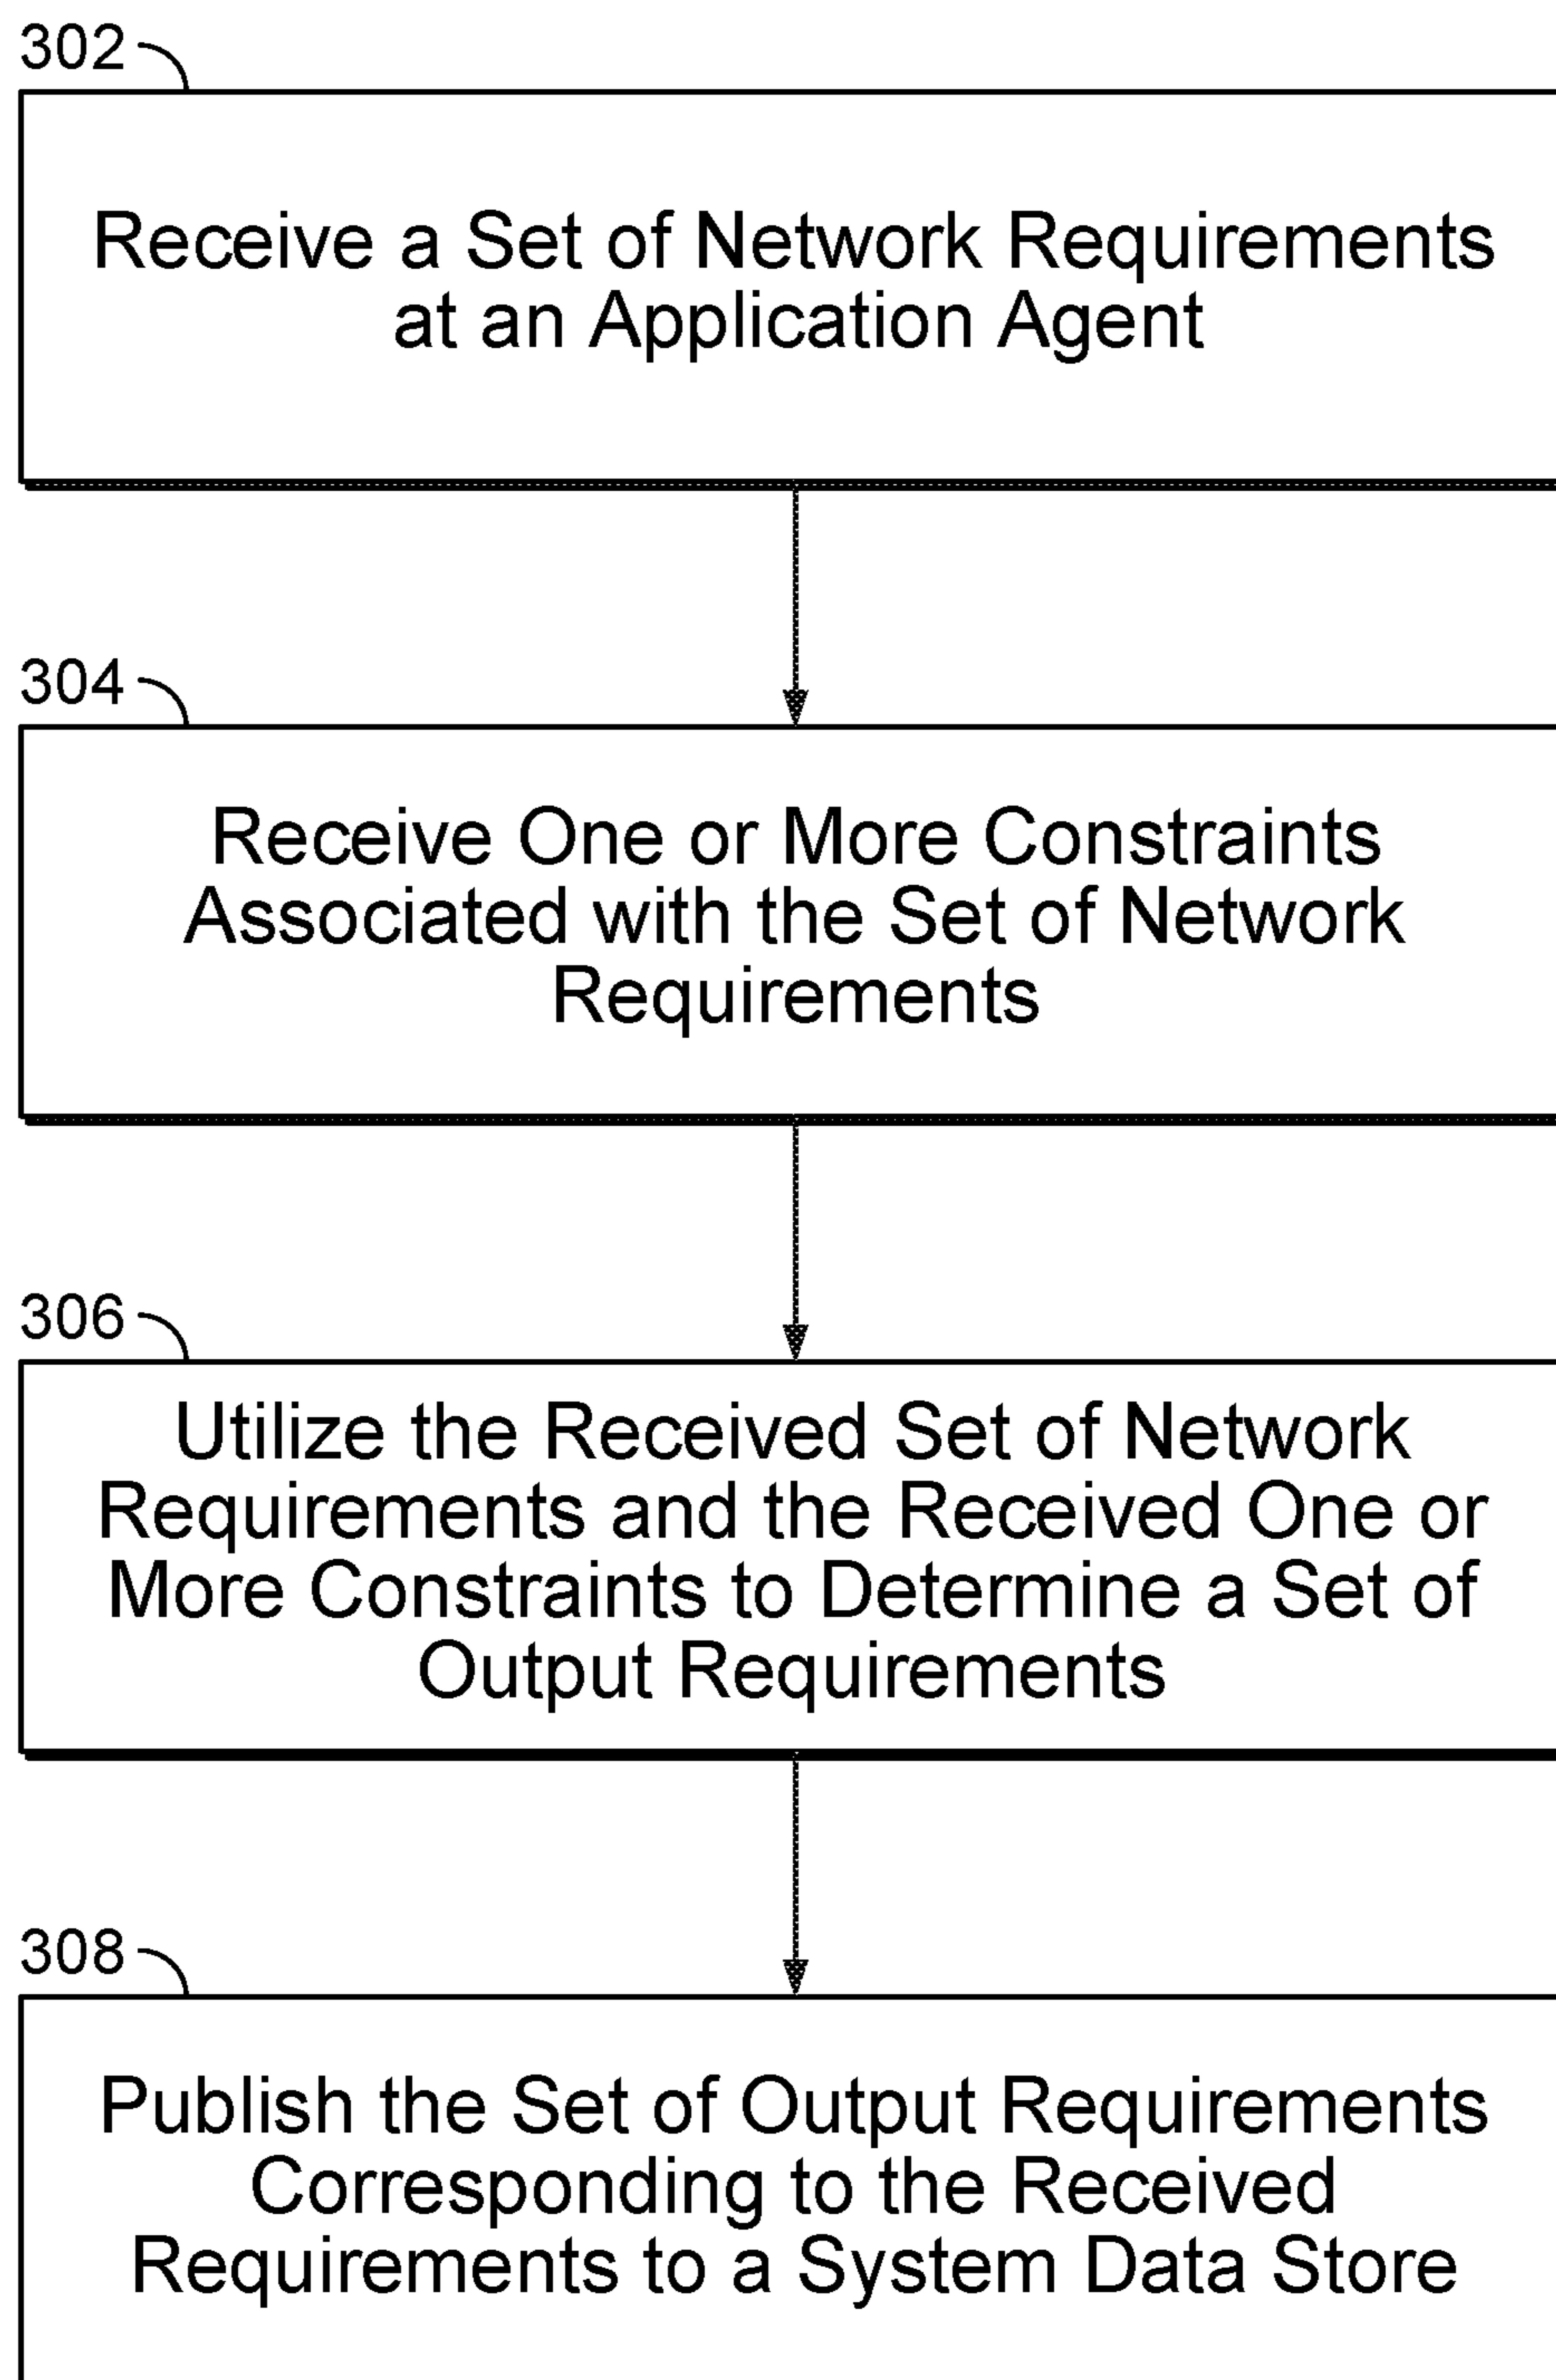 302
Receive a Set of Network Requirements
at an Application Agent
304
Receive One or More Constraints
Associated with the Set of Network
Requirements
306
Utilize the Received Set of Network
Requirements and the Received One or
More Constraints to Determine a Set of
Output Requirements
308
Publish the Set of Output Requirements
Corresponding to the Received
Requirements to a System Data Store